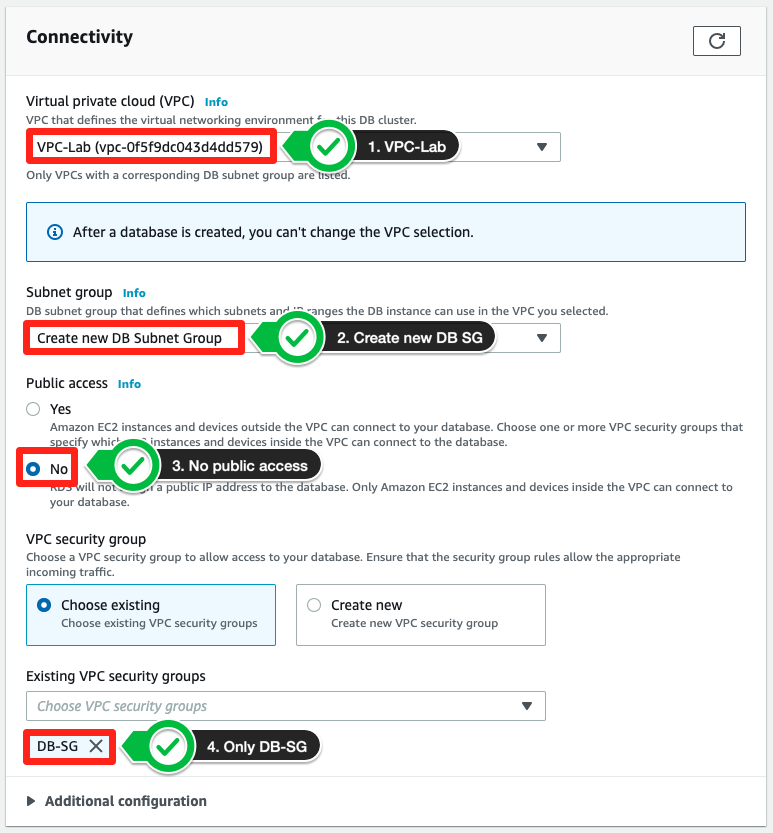 Connectivity
Virtual private cloud (VPC) Info
VPC that defines the virtual networking environment for this DB cluster.
VPC-Lab (vpc-0f5f9dc043d4dd579)
1. VPC-Lab
Only VPCs with a corresponding DB subnet group are listed.
After a database is created, you can't change the VPC selection.
Subnet group Info
DB subnet group that defines which subnets and IP ranges the DB instance can use in the VPC you selected.
Create new DB Subnet Group
2. Create new DB SG
Public access Info
Yes
Amazon EC2 instances and devices outside the VPC can connect to your database. Choose one or more VPC security groups that
specify which instances and devices inside the VPC can connect to the database.
No
3. No public access
RDS will not a public IP address to the database. Only Amazon EC2 instances and devices inside the VPC can connect to
your database.
VPC security group
Choose a VPC security group to allow access to your database. Ensure that the security group rules allow the appropriate
incoming traffic.
Choose existing
Choose existing VPC security groups
Create new
Create new VPC security group
Existing VPC security groups
Choose VPC security groups
DB-SG
4. Only DB-SG
Additional configuration